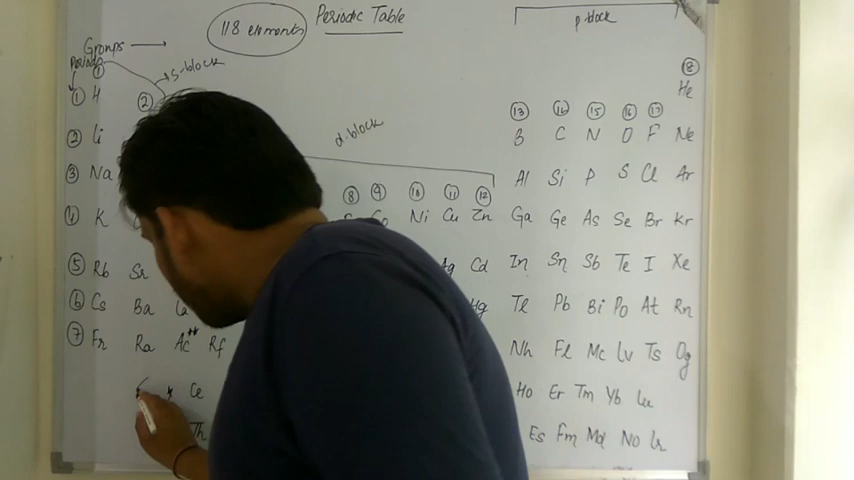 118 elements Periodic Table p-block
Groups
Periods ① s-block ⑱
① H ② He
d-block ⑬ ⑭ ⑮ ⑯ ⑰
② Li B C N O F Ne
③ Na Al Si P S Cl Ar
⑧ ⑨ ⑩ ⑪ ⑫
④ K Co Ni Cu Zn Ga Ge As Se Br Kr
⑤ Rb Sr Ag Cd In Sn Sb Te I Xe
⑥ Cs Ba La Hg Tl Pb Bi Po At Rn
⑦ Fr Ra Ac** Rf Nh Fl Mc Lv Ts Og
* Ce Ho Er Tm Yb Lu
Th Es Fm Md No Lr